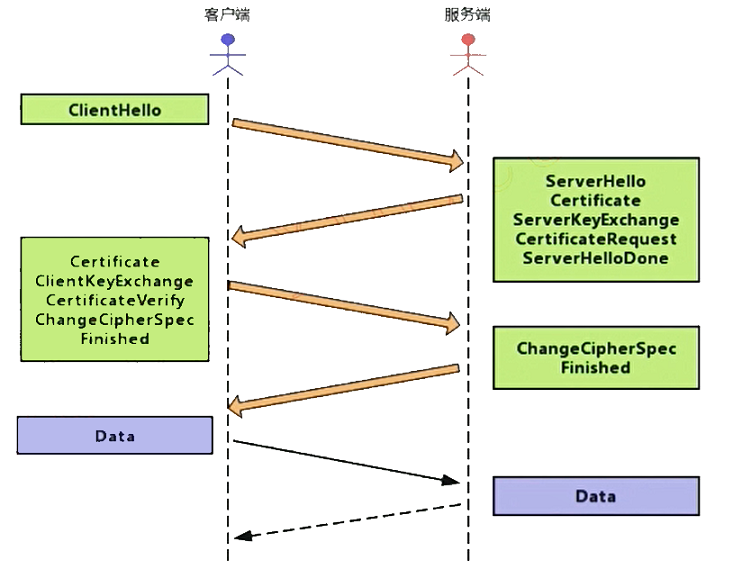 客户端
服务端
ClientHello
ServerHello
Certificate
ServerKeyExchange
CertificateRequest
ServerHelloDone
Certificate
ClientKeyExchange
CertificateVerify
ChangeCipherSpec
Finished
ChangeCipherSpec
Finished
Data
Data